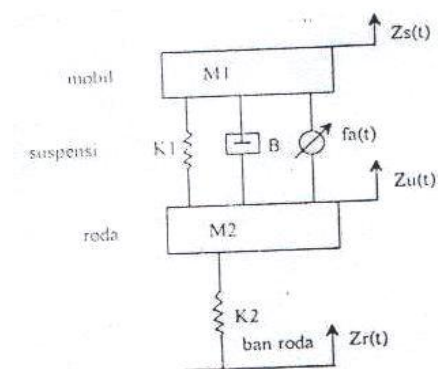 Zs(t)
mobil M1
K1 B fa(t)
suspensi
Zu(t)
roda M2
K2
ban roda Zr(t)